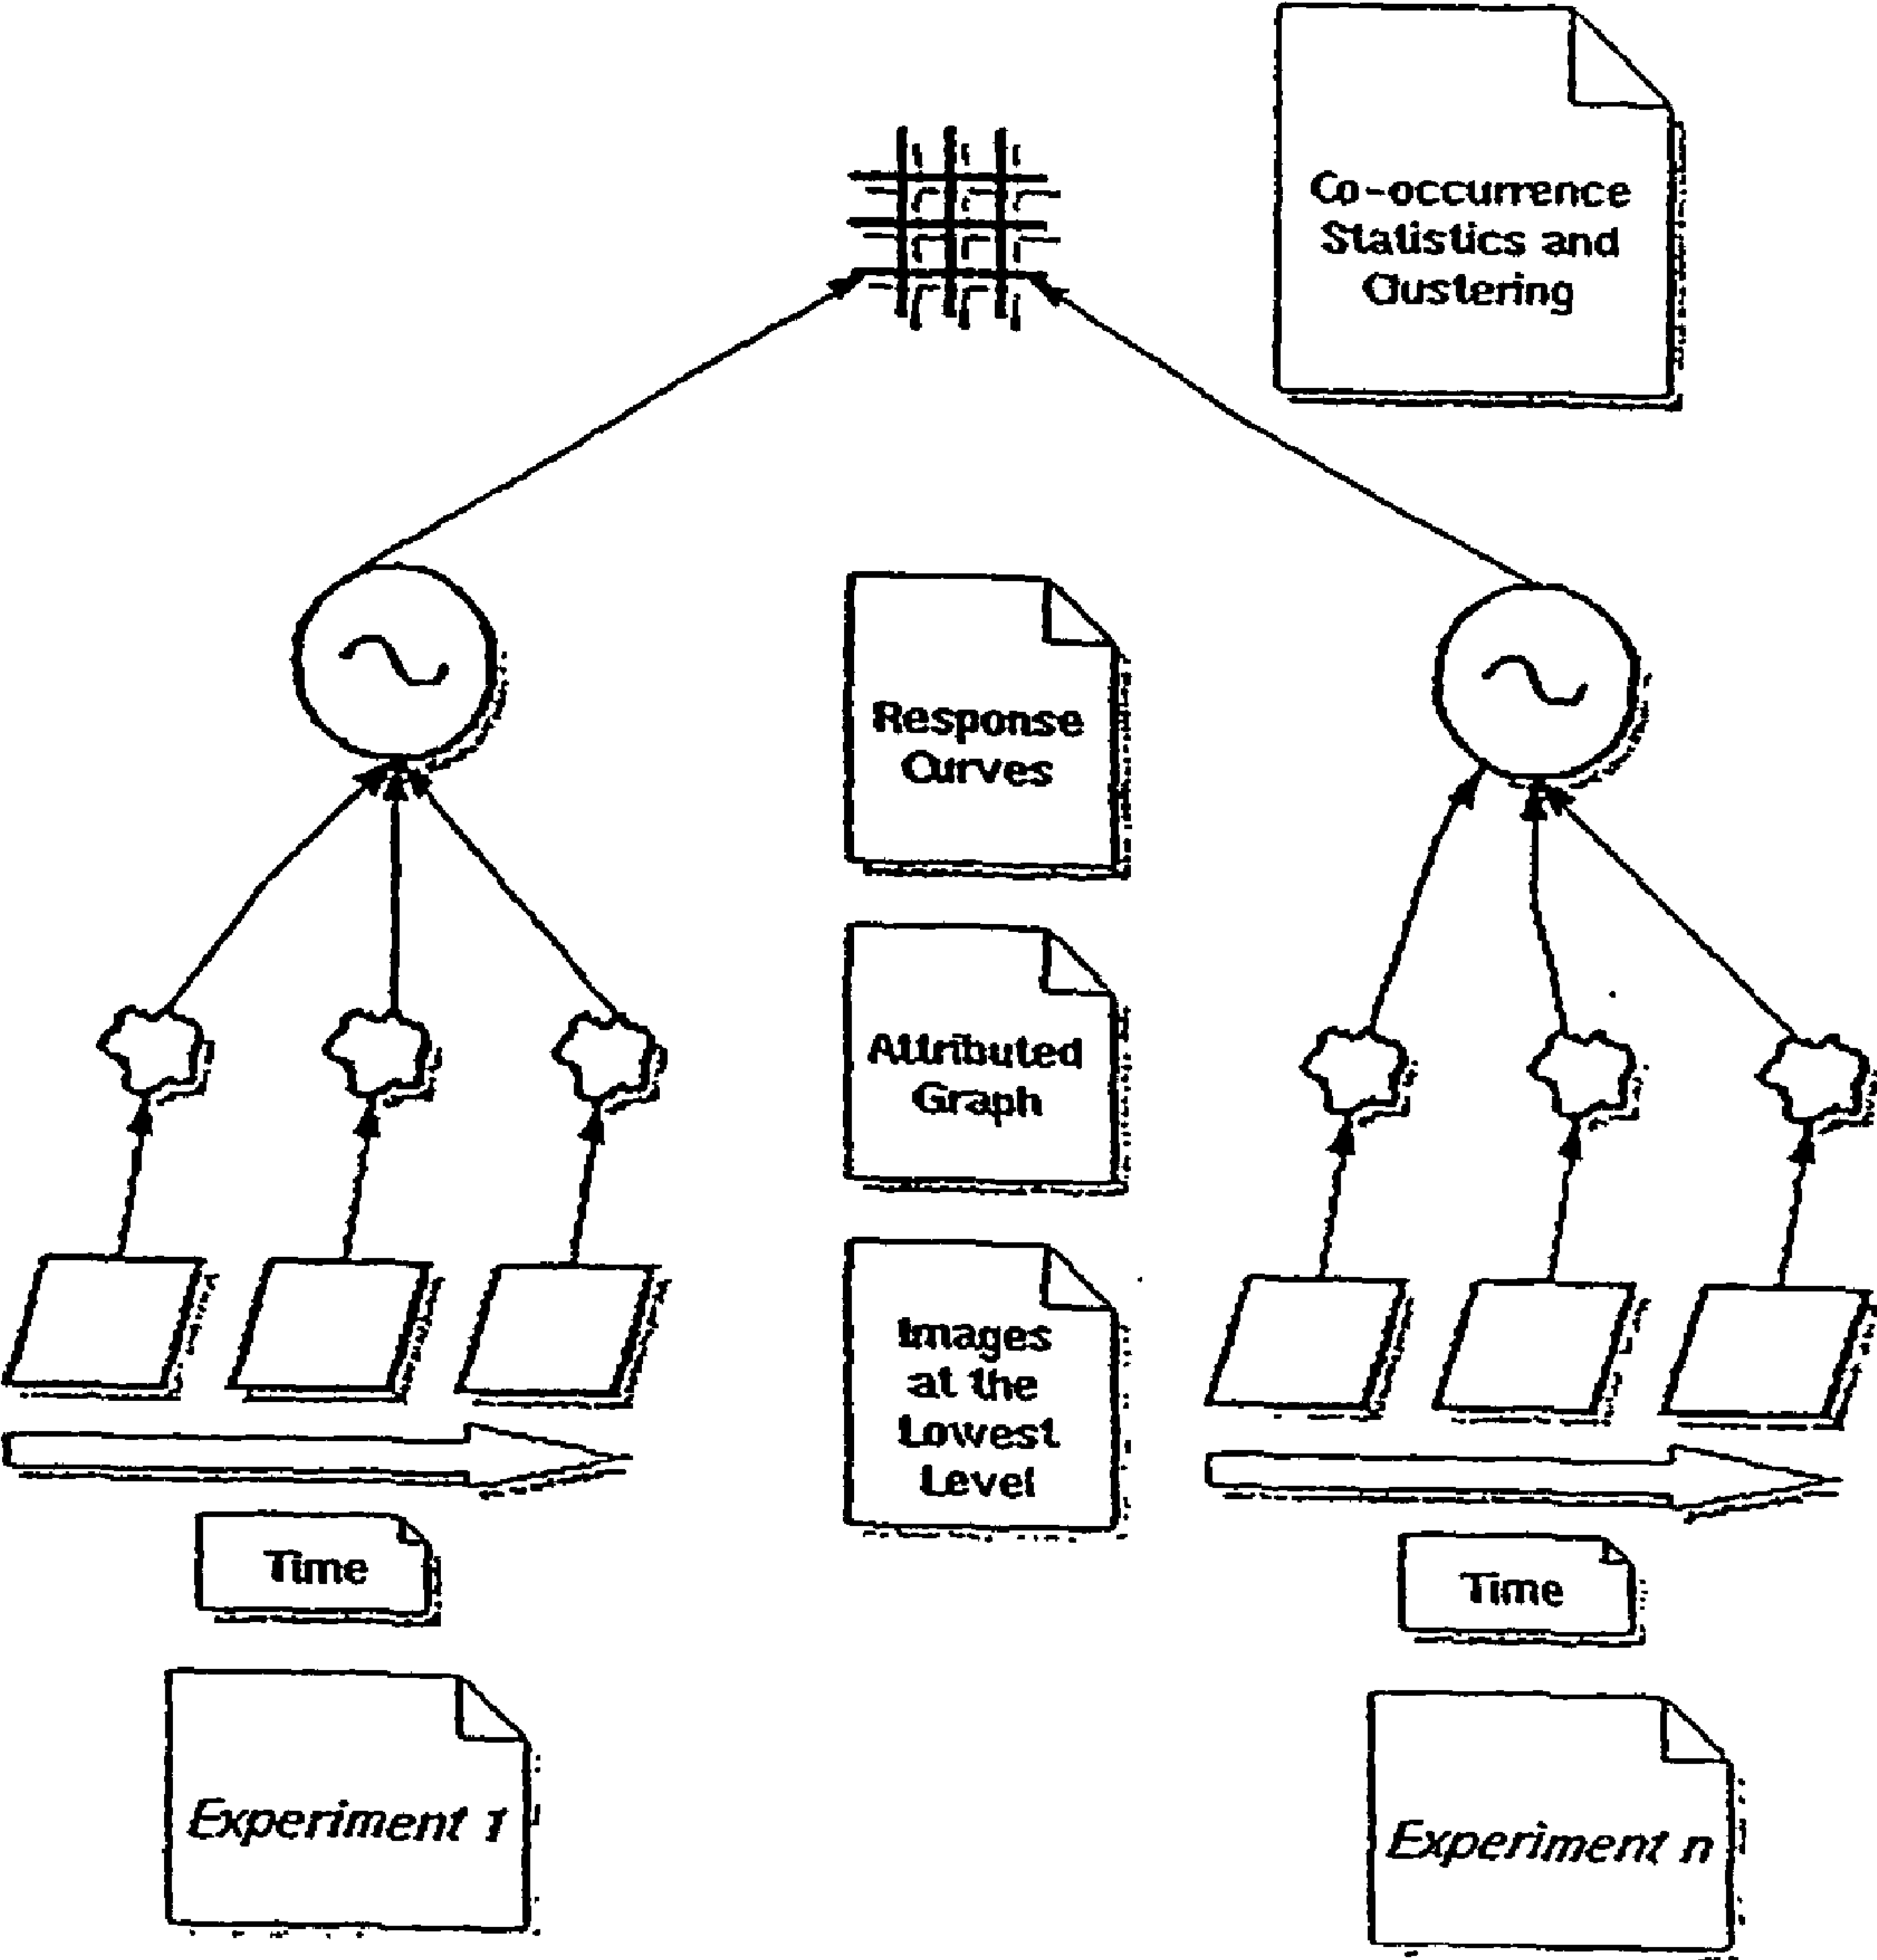 Co-occurrence
Statistics and
Clustering
Response
Curves
Attributed
Graph
Images
at the
Lowest
Level
Time
Time
Experiment 1
Experiment n